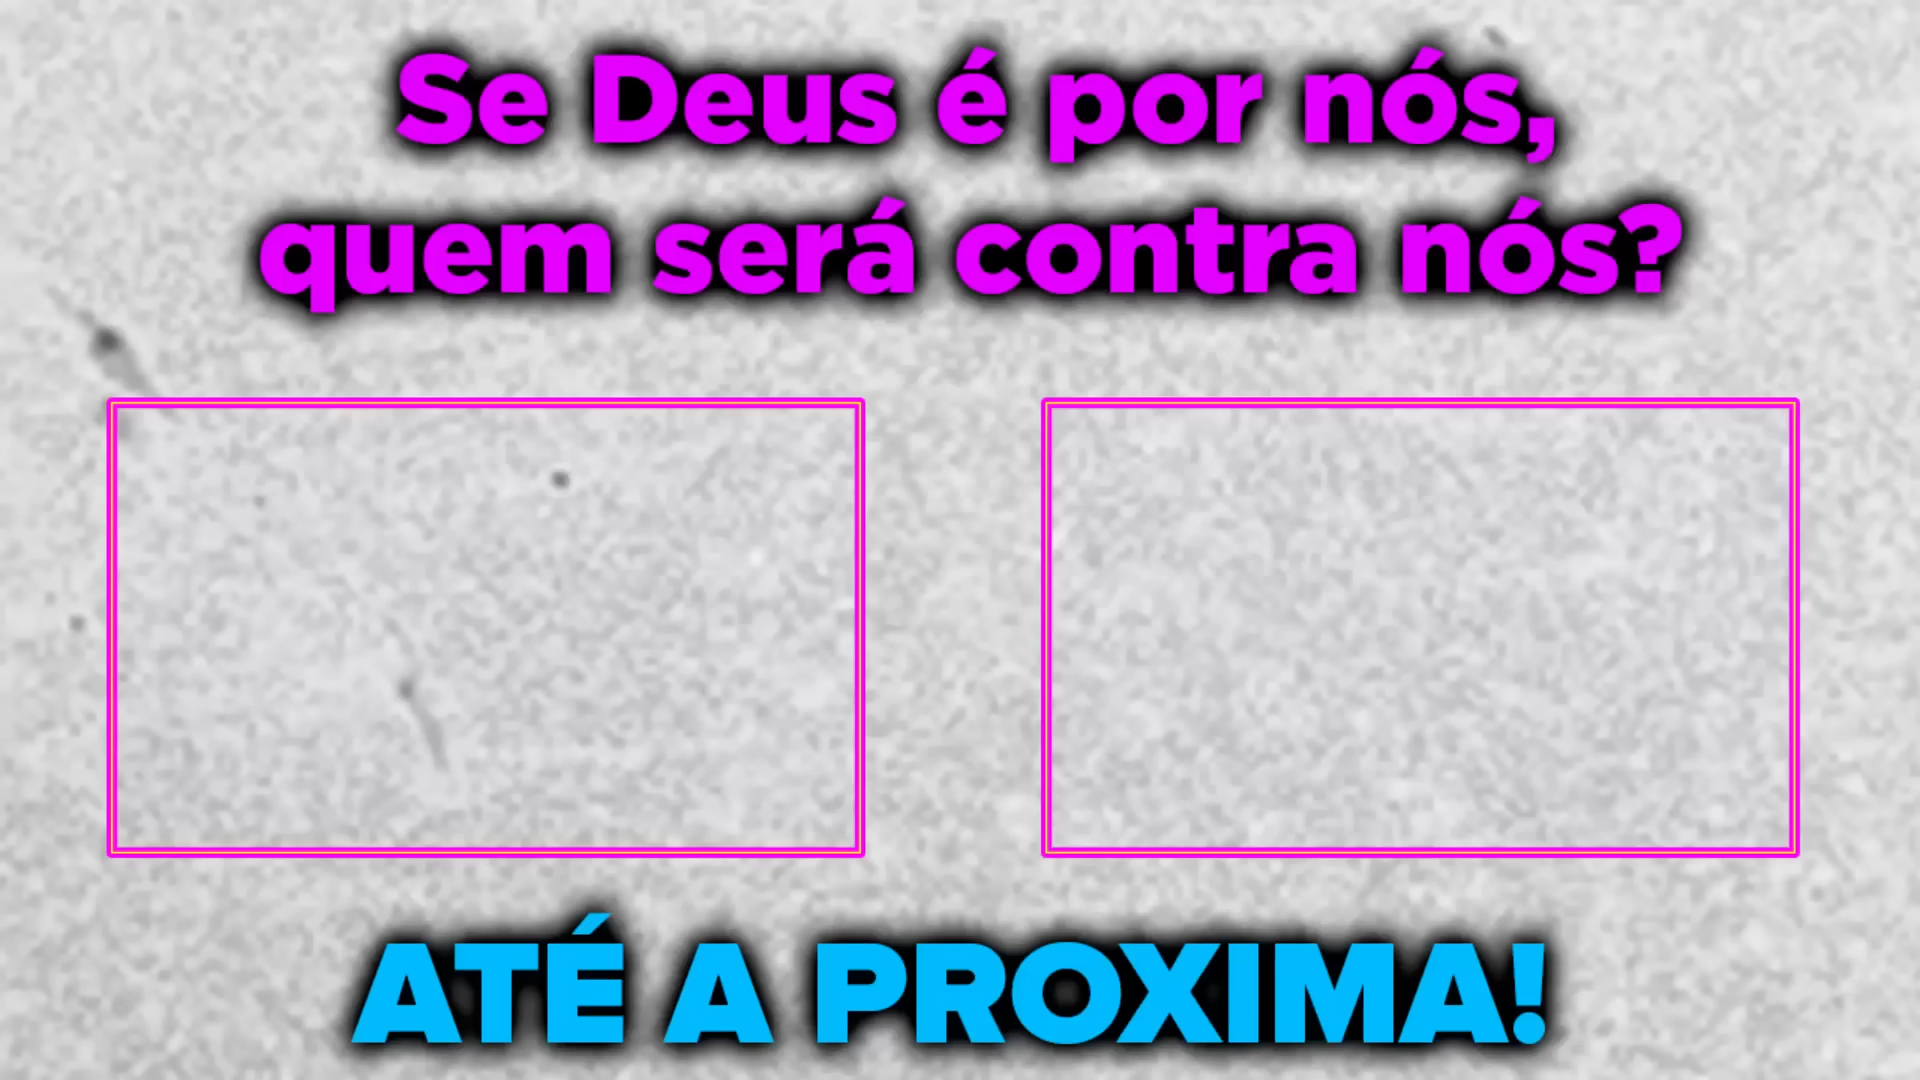 Se Deus é por nós,
quem será contra nós?
ATÉ A PROXIMA!